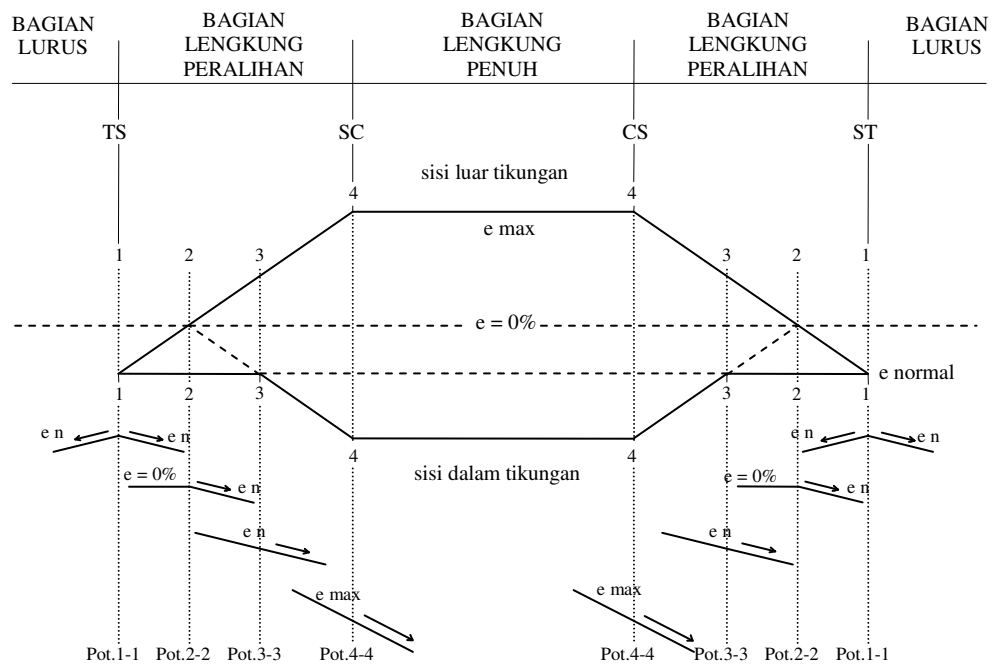 BAGIAN
LURUS
BAGIAN
LENGKUNG
PERALIHAN
BAGIAN
LENGKUNG
PENUH
BAGIAN
LENGKUNG
PERALIHAN
BAGIAN
LURUS
TS SC CS ST
sisi luar tikungan
4 4
e max
1 2 3 3 2 1
e = 0%
e normal
1 2 3 3 2 1
e n e n e n e n
4 4
sisi dalam tikungan
e = 0% e n e = 0% e n
e n e n
e max e max
Pot.1-1 Pot.2-2 Pot.3-3 Pot.4-4 Pot.4-4 Pot.3-3 Pot.2-2 Pot.1-1